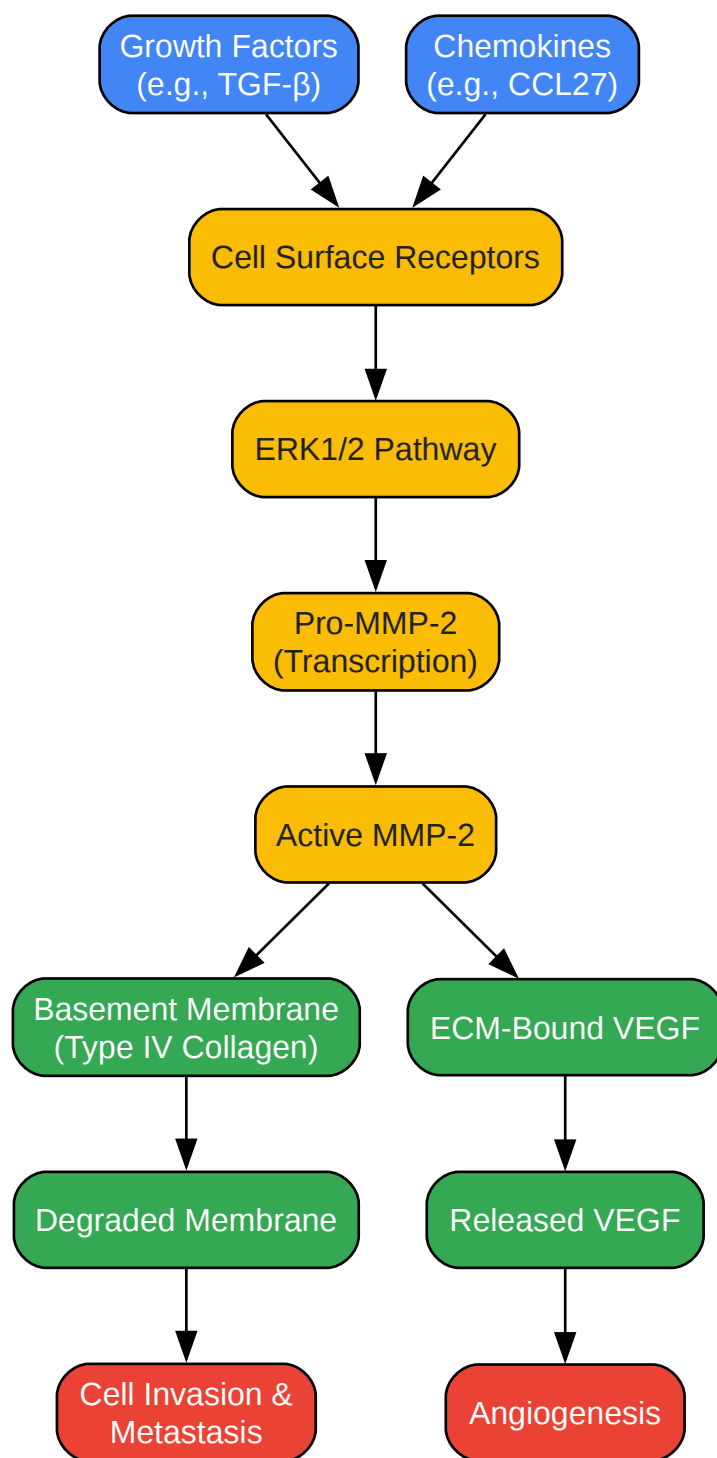 Growth Factors
(e.g., TGF-β)
Chemokines
(e.g., CCL27)
Cell Surface Receptors
ERK1/2 Pathway
Pro-MMP-2
(Transcription)
Active MMP-2
Basement Membrane
(Type IV Collagen)
ECM-Bound VEGF
Degraded Membrane
Released VEGF
Cell Invasion &
Metastasis
Angiogenesis